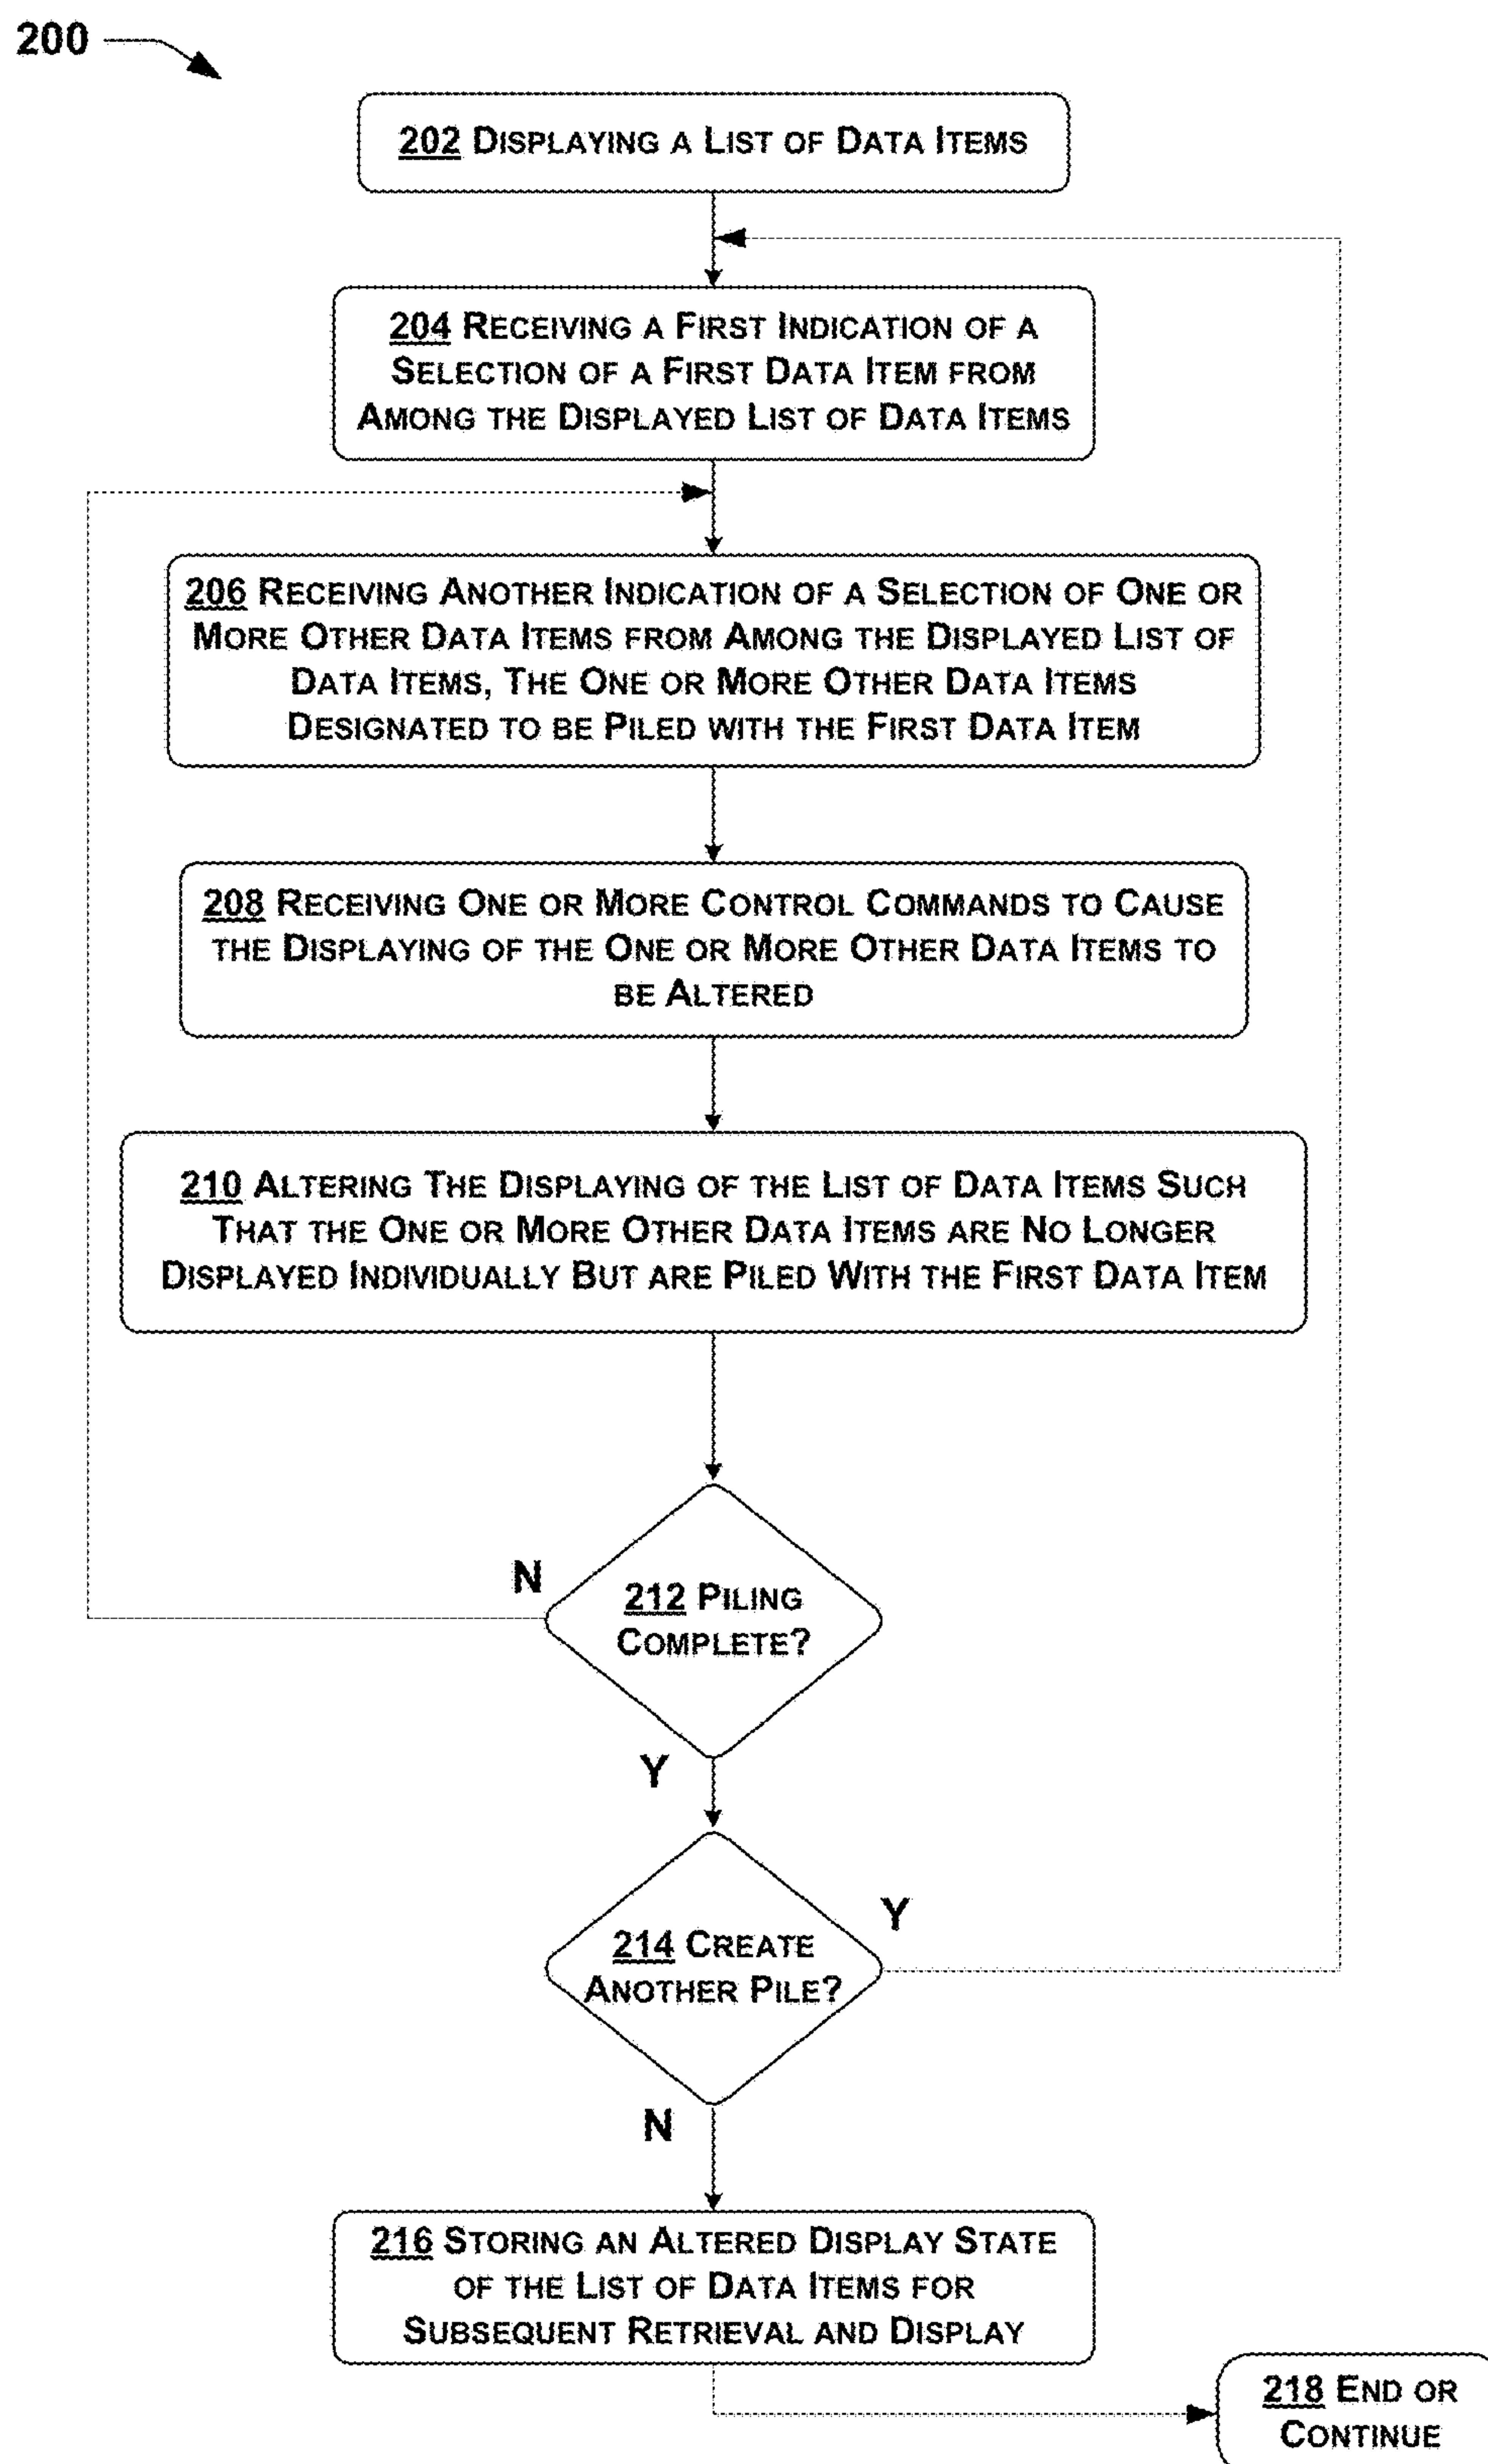 200
202 DISPLAYING A LIST OF DATA ITEMS
204 RECEIVING A FIRST INDICATION OF A
SELECTION OF A FIRST DATA ITEM FROM
AMONG THE DISPLAYED LIST OF DATA ITEMS
206 RECEIVING ANOTHER INDICATION OF A SELECTION OF ONE OR
MORE OTHER DATA ITEMS FROM AMONG THE DISPLAYED LIST OF
DATA ITEMS, THE ONE OR MORE OTHER DATA ITEMS
DESIGNATED TO BE PILED WITH THE FIRST DATA ITEM
208 RECEIVING ONE OR MORE CONTROL COMMANDS TO CAUSE
THE DISPLAYING OF THE ONE OR MORE OTHER DATA ITEMS TO
BE ALTERED
210 ALTERING THE DISPLAYING OF THE LIST OF DATA ITEMS SUCH
THAT THE ONE OR MORE OTHER DATA ITEMS ARE NO LONGER
DISPLAYED INDIVIDUALLY BUT ARE PILED WITH THE FIRST DATA ITEM
N
212 PILING
COMPLETE?
Y
Y
214 CREATE
ANOTHER PILE?
N
216 STORING AN ALTERED DISPLAY STATE
OF THE LIST OF DATA ITEMS FOR
SUBSEQUENT RETRIEVAL AND DISPLAY
218 END OR
CONTINUE